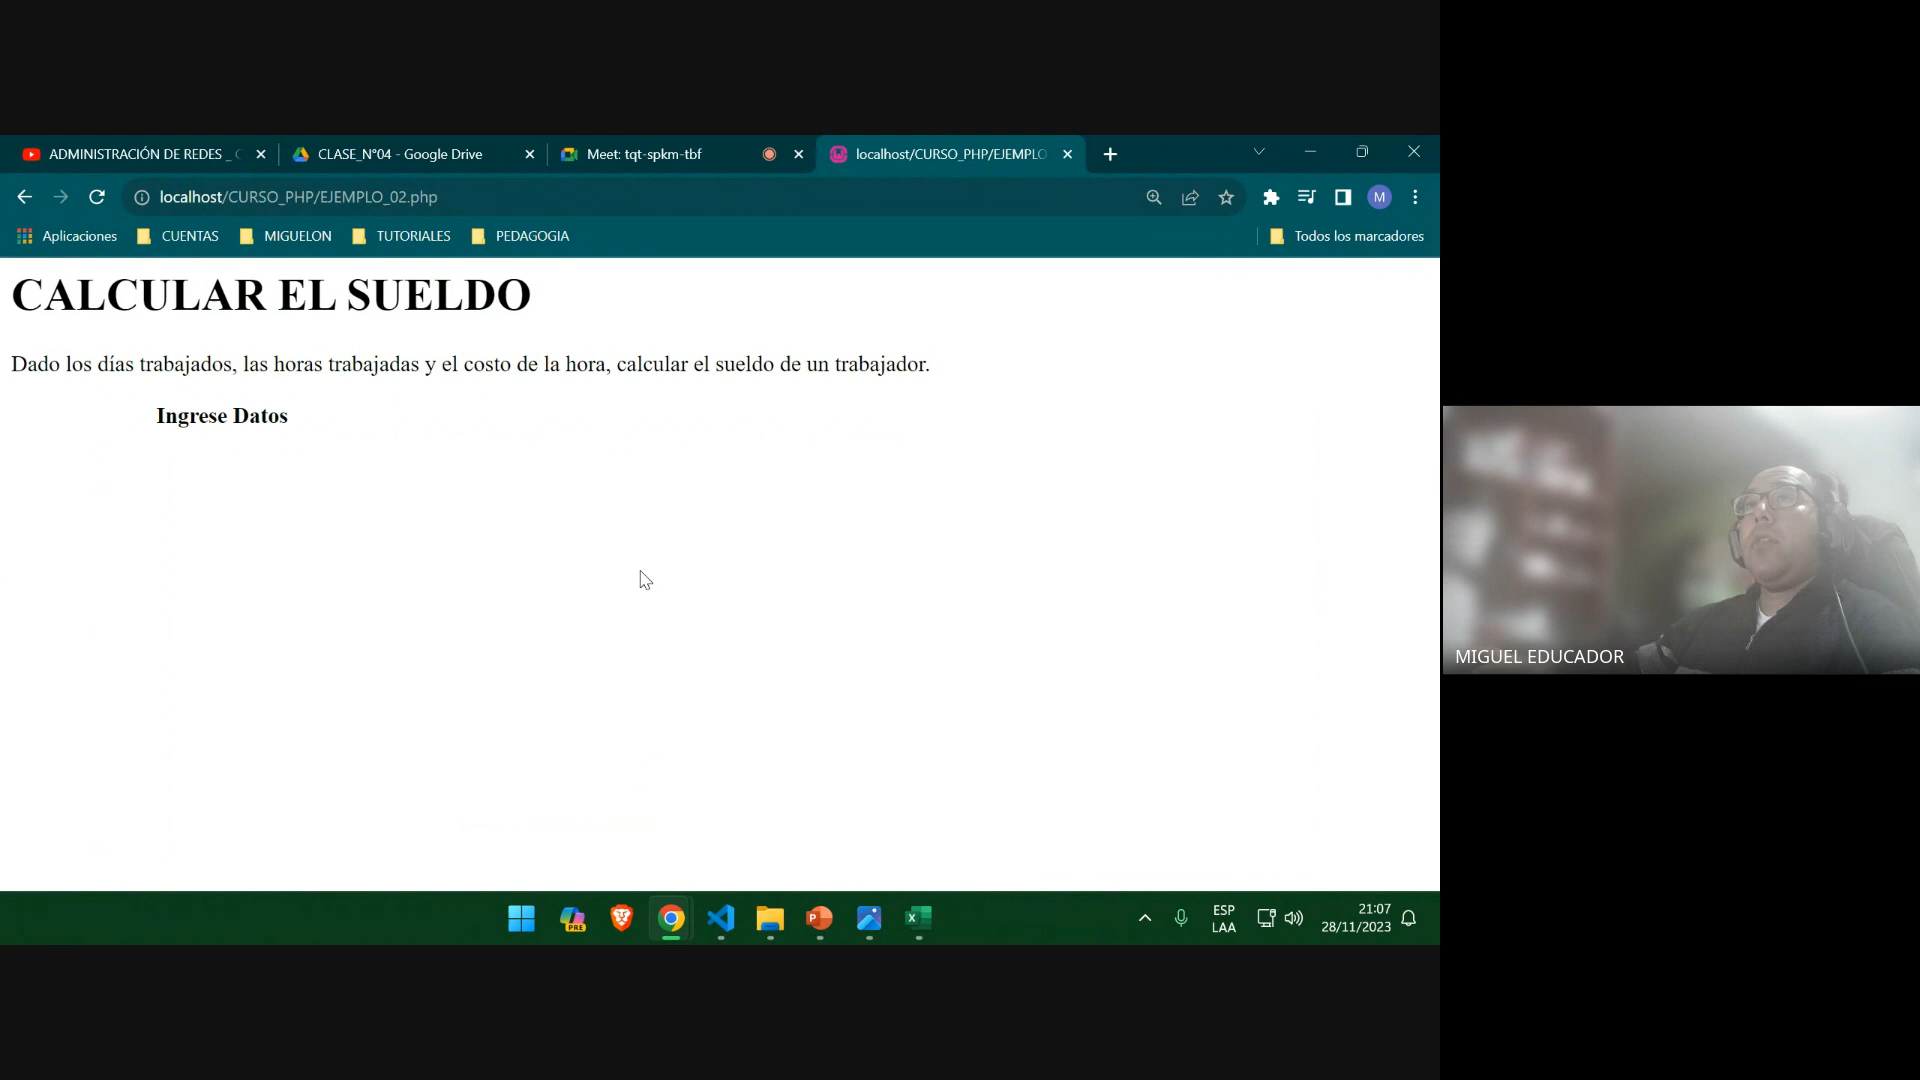 ADMINISTRACIÓN DE REDES _
CLASE_N°04 - Google Drive
Meet: tqt-spkm-tbf
localhost/CURSO_PHP/EJEMPLO
localhost/CURSO_PHP/EJEMPLO_02.php
M
Aplicaciones
CUENTAS
MIGUELON
TUTORIALES
PEDAGOGIA
Todos los marcadores
CALCULAR EL SUELDO
Dado los días trabajados, las horas trabajadas y el costo de la hora, calcular el sueldo de un trabajador.
Ingrese Datos
MIGUEL EDUCADOR
PRE
ESP
LAA
21:07
28/11/2023